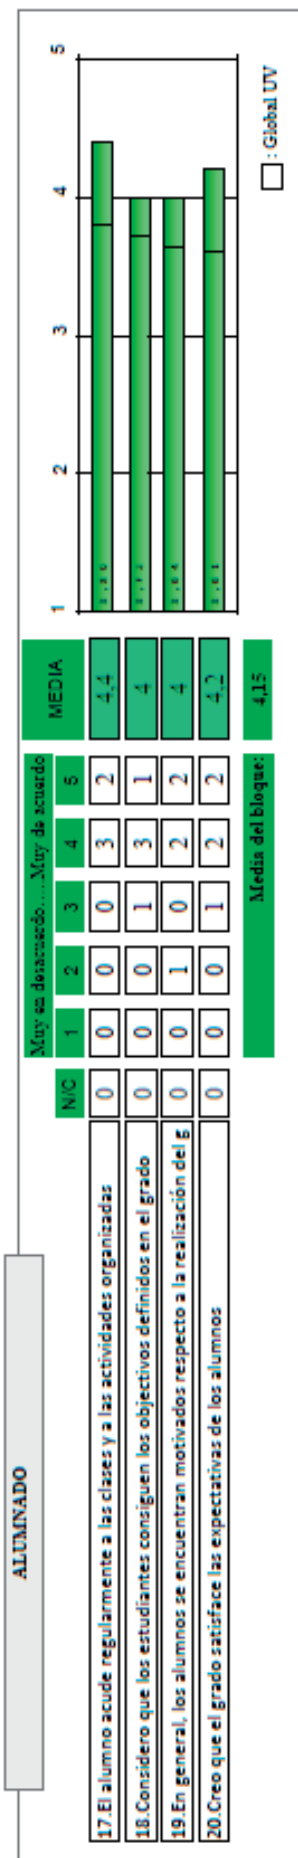 ALUMNADO
Muy en desacuerdo.....Muy de acuerdo
N/C 1 2 3 4 5 MEDIA 1 2 3 4 5
17.El alumno acude regularmente a las clases y a las actividades organizadas 0 0 0 0 3 2 4,4
18.Considero que los estudiantes consiguen los objectivos definidos en el grado 0 0 0 1 3 1 4
19.En general, los alumnos se encuentran motivados respecto a la realización del g 0 0 1 0 2 2 4
20.Creo que el grado satisface las expectativas de los alumnos 0 0 0 1 2 2 4,2
Media del bloque: 4,15
: Global UV